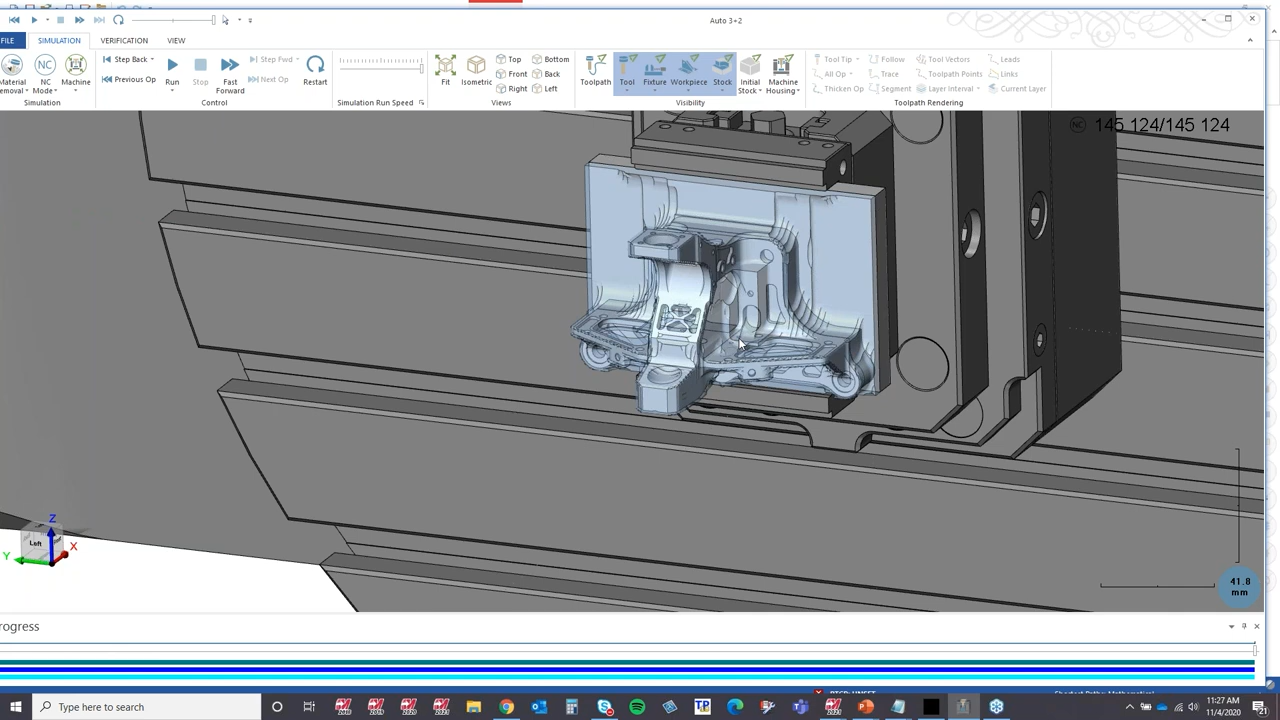 Auto 3+2
FILE
SIMULATION
VERIFICATION
VIEW
Material
Removal
NC
NC
Mode
Machine
Simulation
Step Back
Previous Op
Run
Stop
Fast
Forward
Step Fwd
Next Op
Restart
Control
Simulation Run Speed
Fit
Isometric
Top
Front
Right
Bottom
Back
Left
Views
Toolpath
Tool
Fixture
Workpiece
Stock
Initial
Stock
Machine
Housing
Visibility
Tool Tip
All Op
Thicken Op
Follow
Trace
Segment
Tool Vectors
Toolpath Points
Layer Interval
Leads
Links
Current Layer
Toolpath Rendering
NC 145 124/145 124
Z
Left
X
Y
41.8
mm
rogress
Type here to search
TP
11:27 AM
11/4/2020